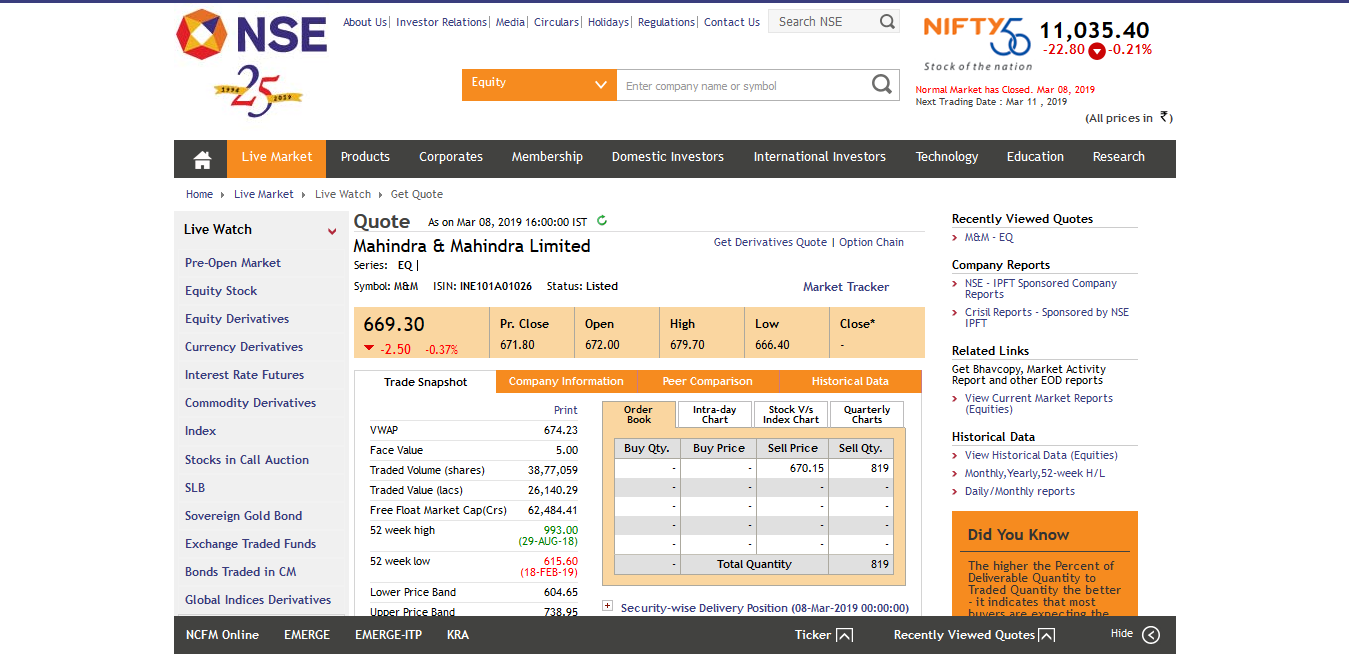 NSE
1994 25 2019
About Us| Investor Relations| Media| Circulars| Holidays| Regulations| Contact Us
Search NSE
Equity
Enter company name or symbol
NIFTY50
Stock of the nation
11,035.40
-22.80 -0.21%
Normal Market has Closed. Mar 08, 2019
Next Trading Date : Mar 11 , 2019
(All prices in ₹)
Live Market Products Corporates Membership Domestic Investors International Investors Technology Education Research
Home Live Market Live Watch Get Quote
Live Watch
Pre-Open Market
Equity Stock
Equity Derivatives
Currency Derivatives
Interest Rate Futures
Commodity Derivatives
Index
Stocks in Call Auction
SLB
Sovereign Gold Bond
Exchange Traded Funds
Bonds Traded in CM
Global Indices Derivatives
Quote As on Mar 08, 2019 16:00:00 IST
Mahindra & Mahindra Limited
Get Derivatives Quote | Option Chain
Series: EQ |
Symbol: M&M ISIN: INE101A01026 Status: Listed
Market Tracker
669.30
-2.50 -0.37%
Pr. Close Open High Low Close*
671.80 672.00 679.70 666.40 -
Trade Snapshot Company Information Peer Comparison Historical Data
Print
VWAP 674.23
Face Value 5.00
Traded Volume (shares) 38,77,059
Traded Value (lacs) 26,140.29
Free Float Market Cap(Crs) 62,484.41
52 week high 993.00
(29-AUG-18)
52 week low 615.60
(18-FEB-19)
Lower Price Band 604.65
Upper Price Band 738.95
Order Book
Intra-day Chart
Stock V/s Index Chart
Quarterly Charts
Buy Qty. Buy Price Sell Price Sell Qty.
- - 670.15 819
- - - -
- - - -
- - - -
- - - -
- Total Quantity 819
Security-wise Delivery Position (08-Mar-2019 00:00:00)
Recently Viewed Quotes
M&M - EQ
Company Reports
NSE - IPFT Sponsored Company
Reports
Crisil Reports - Sponsored by NSE
IPFT
Related Links
Get Bhavcopy, Market Activity
Report and other EOD reports
View Current Market Reports
(Equities)
Historical Data
View Historical Data (Equities)
Monthly,Yearly,52-week H/L
Daily/Monthly reports
Did You Know
The higher the Percent of
Deliverable Quantity to
Traded Quantity the better
- it indicates that most
buyers are expecting the
NCFM Online EMERGE EMERGE-ITP KRA
Ticker Recently Viewed Quotes Hide